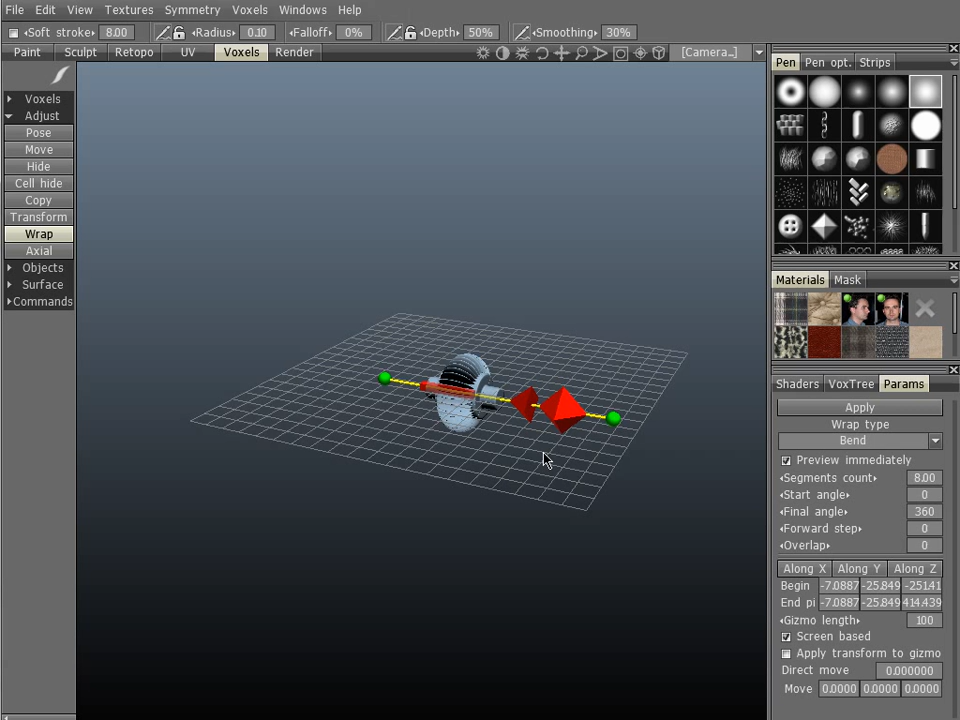 File Edit View Textures Symmetry Voxels Windows Help
Soft stroke 8.00 Radius 0.10 Falloff 0% Depth 50% Smoothing 30%
Paint Sculpt Retopo UV Voxels Render [Camera_]
Voxels
Adjust
Pose
Move
Hide
Cell hide
Copy
Transform
Wrap
Axial
Objects
Surface
Commands
Pen Pen opt. Strips
Materials Mask
Shaders VoxTree Params
Apply
Wrap type
Bend
Preview immediately
Segments count 8.00
Start angle 0
Final angle 360
Forward step 0
Overlap 0
Along X Along Y Along Z
Begin -7.0887 -25.849 -251.41
End pi -7.0887 -25.849 414.439
Gizmo length 100
Screen based
Apply transform to gizmo
Direct move 0.000000
Move 0.0000 0.0000 0.0000